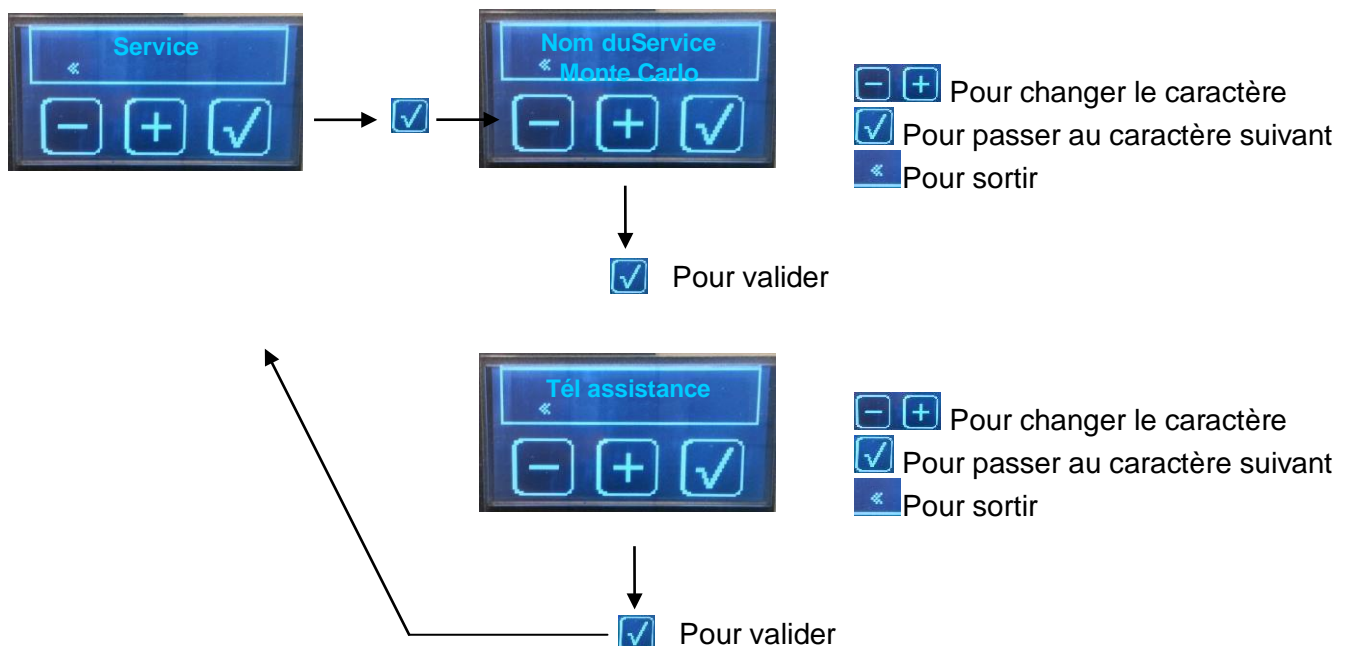 Service
«
Nom duService
« Monte Carlo
- + Pour changer le caractère
√ Pour passer au caractère suivant
« Pour sortir
Pour valider
Tél assistance
«
- + Pour changer le caractère
√ Pour passer au caractère suivant
« Pour sortir
Pour valider